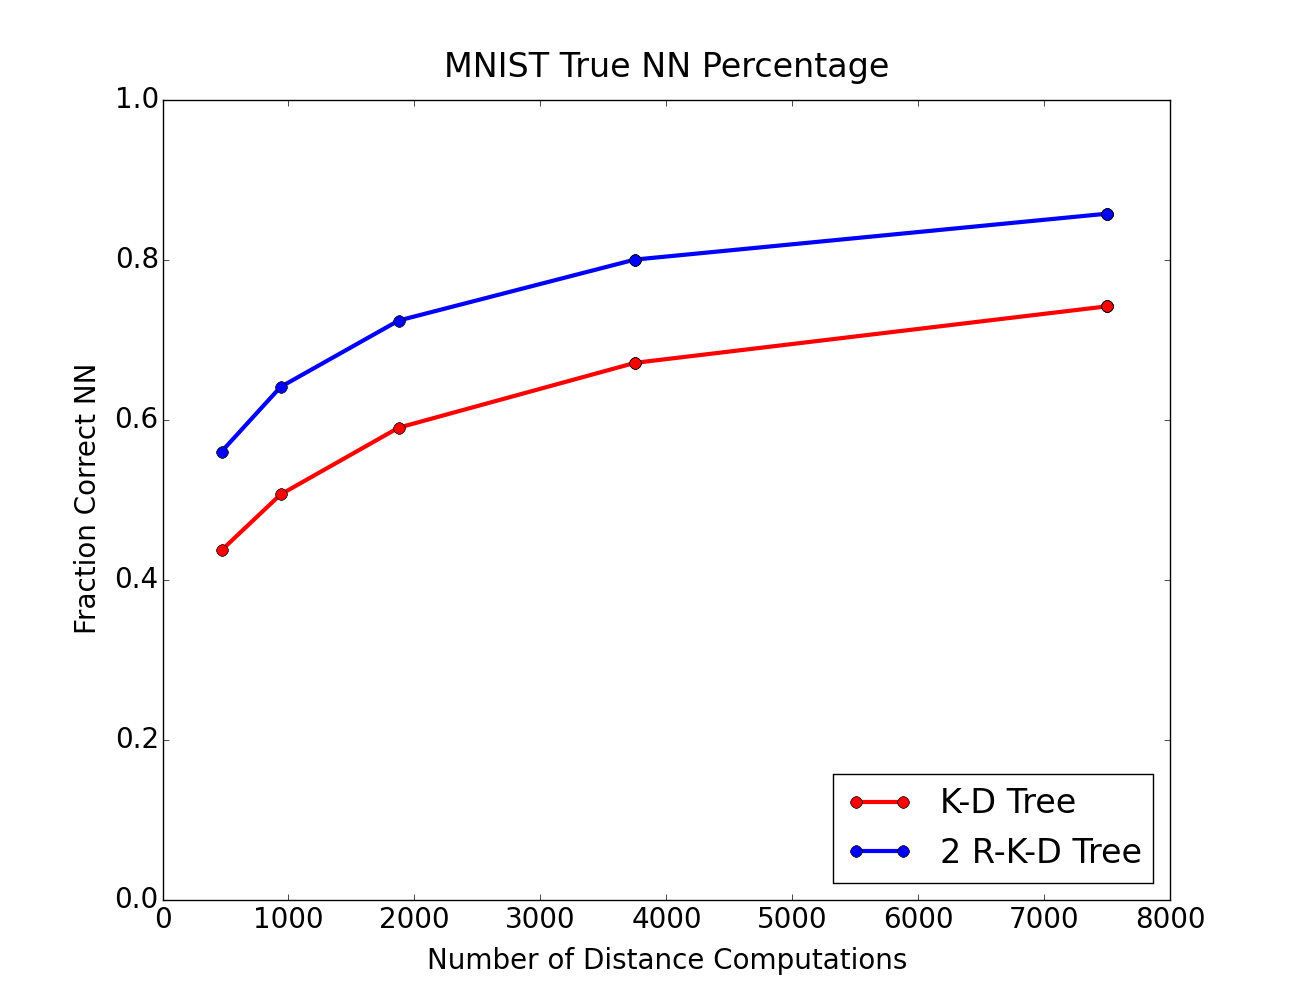 MNIST True NN Percentage
1.0
0.8
0.6
0.4
0.2
0.0
Fraction Correct NN
K-D Tree
2 R-K-D Tree
0 1000 2000 3000 4000 5000 6000 7000 8000
Number of Distance Computations